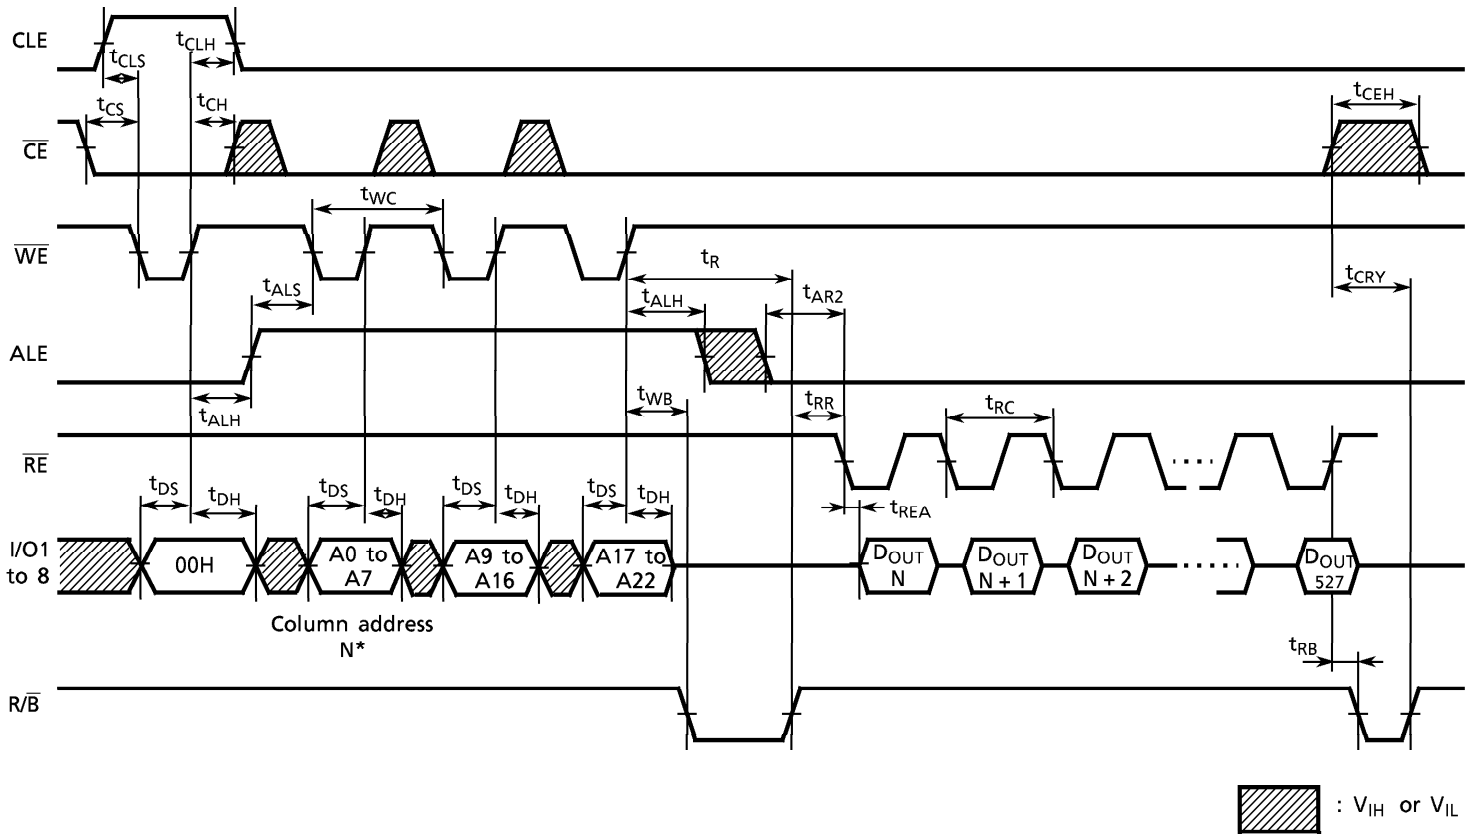 CLE
tCLS
tCLH
CE
tCS
tCH
tCEH
WE
tWC
tR
tCRY
ALE
tALS
tALH
tAR2
tALH
tWB
RE
tRR
tRC
tREA
tDS
tDH
tDS
tDH
tDS
tDH
tDS
tDH
I/O1
to 8
00H
A0 to
A7
A9 to
A16
A17 to
A22
DOUT
N
DOUT
N + 1
DOUT
N + 2
DOUT
527
Column address
N*
tRB
R/B
: VIH or VIL